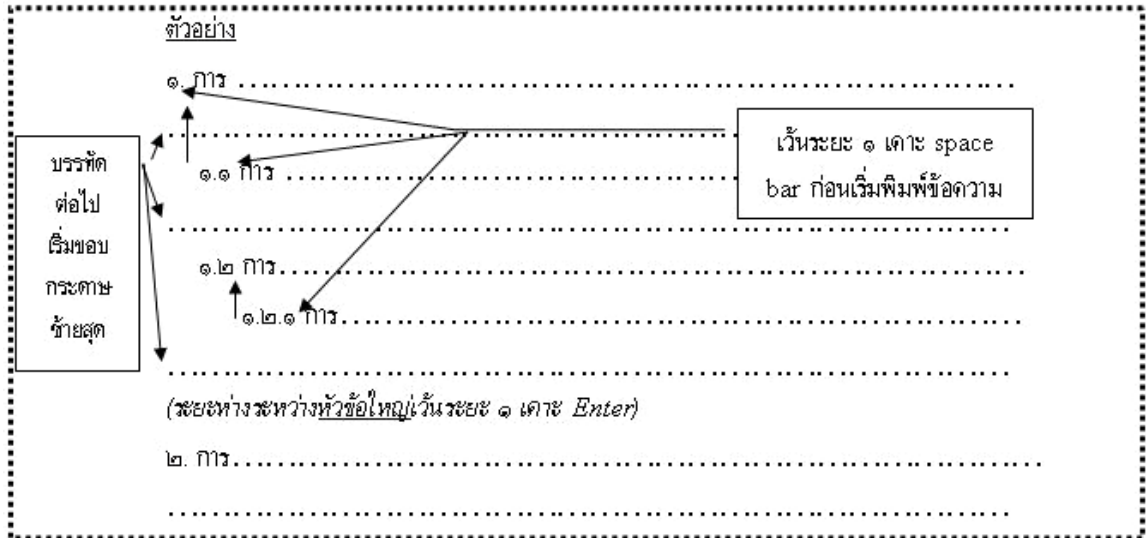 ตัวอย่าง
๑. การ ........................................................................
........................................................................
๑.๑ การ ........................................................................
........................................................................
๑.๒ การ........................................................................
๑.๒.๑ การ........................................................................
........................................................................
(ระยะห่างระหว่างหัวข้อใหญ่เว้นระยะ ๑ เคาะ Enter)
๒. การ........................................................................
........................................................................
บรรทัด
ต่อไป
เริ่มขอบ
กระดาษ
ซ้ายสุด
เว้นระยะ ๑ เคาะ space
bar ก่อนเริ่มพิมพ์ข้อความ